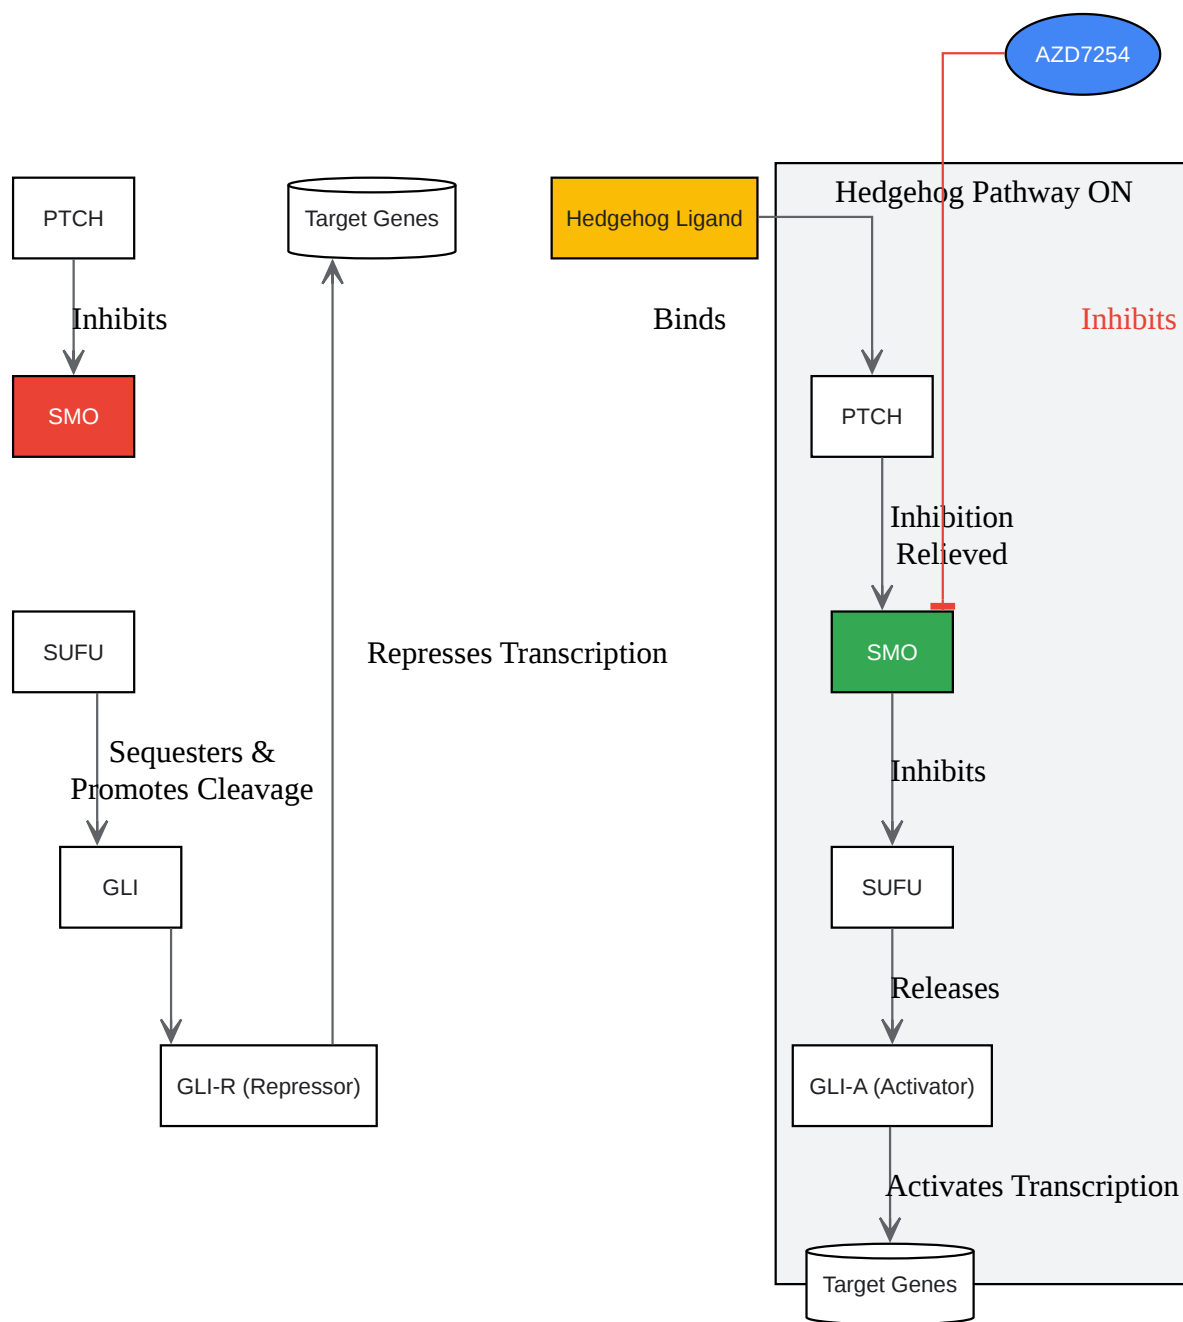 AZD7254
Hedgehog Pathway ON
PTCH
Target Genes
Hedgehog Ligand
Inhibits
Binds
Inhibits
SMO
PTCH
Inhibition
Relieved
SUFU
Represses Transcription
SMO
Sequesters &
Promotes Cleavage
Inhibits
GLI
SUFU
Releases
GLI-R (Repressor)
GLI-A (Activator)
Activates Transcription
Target Genes